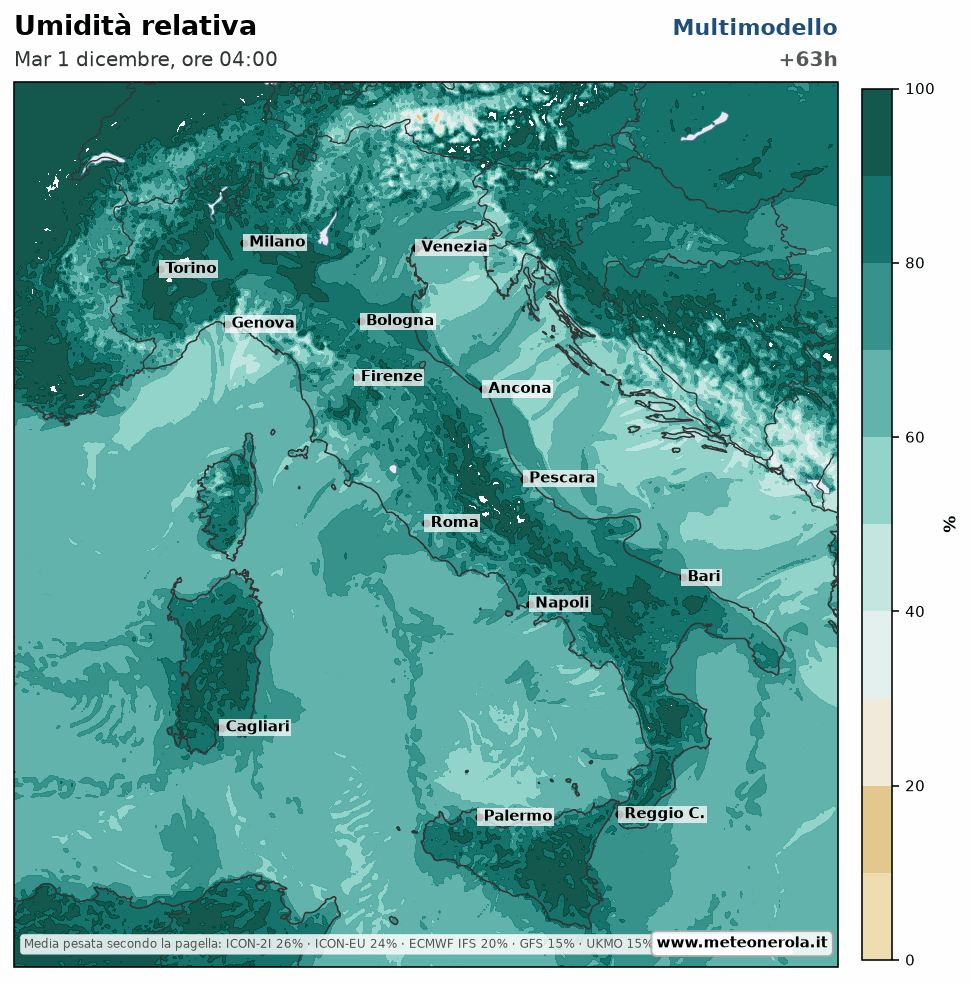 Umidità relativa
Multimodello
Mar 1 dicembre, ore 04:00
+63h
100
80
60
40
20
0
%
Milano
Venezia
Torino
Genova
Bologna
Firenze
Ancona
Pescara
Roma
Bari
Napoli
Cagliari
Palermo
Reggio C.
Media pesata secondo la pagella: ICON-2I 26% · ICON-EU 24% · ECMWF IFS 20% · GFS 15% · UKMO 15%
www.meteonerola.it